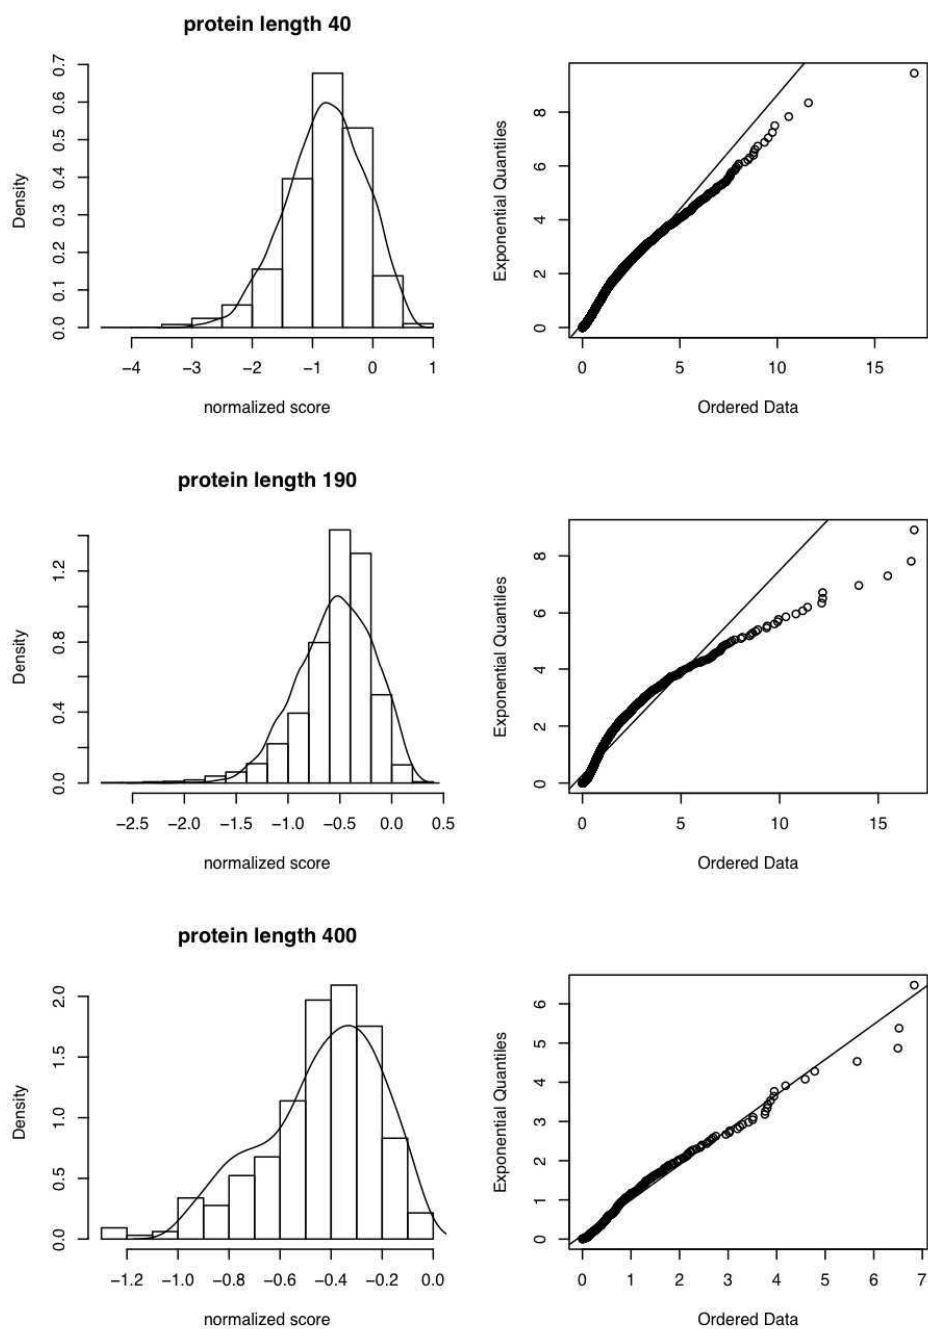 protein length 40
Density
0.0 0.1 0.2 0.3 0.4 0.5 0.6 0.7
−4 −3 −2 −1 0 1
normalized score
Exponential Quantiles
0 2 4 6 8
0 5 10 15
Ordered Data
protein length 190
Density
0.0 0.4 0.8 1.2
−2.5 −2.0 −1.5 −1.0 −0.5 0.0 0.5
normalized score
Exponential Quantiles
0 2 4 6 8
0 5 10 15
Ordered Data
protein length 400
Density
0.0 0.5 1.0 1.5 2.0
−1.2 −1.0 −0.8 −0.6 −0.4 −0.2 0.0
normalized score
Exponential Quantiles
0 1 2 3 4 5 6
0 1 2 3 4 5 6 7
Ordered Data